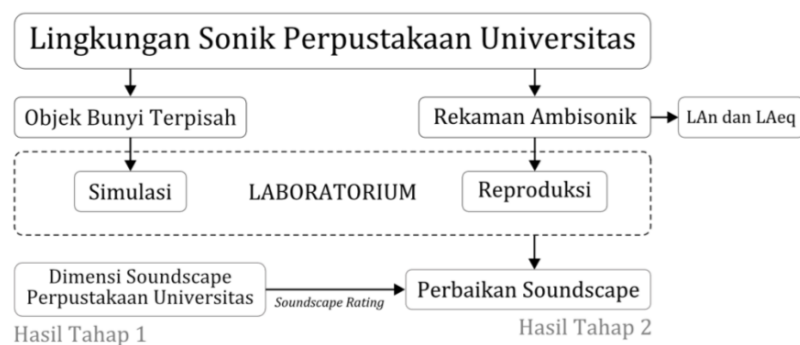 Lingkungan Sonik Perpustakaan Universitas
Objek Bunyi Terpisah
Rekaman Ambisonik
LAn dan LAeq
Simulasi
LABORATORIUM
Reproduksi
Dimensi Soundscape
Perpustakaan Universitas
Soundscape Rating
Perbaikan Soundscape
Hasil Tahap 1
Hasil Tahap 2